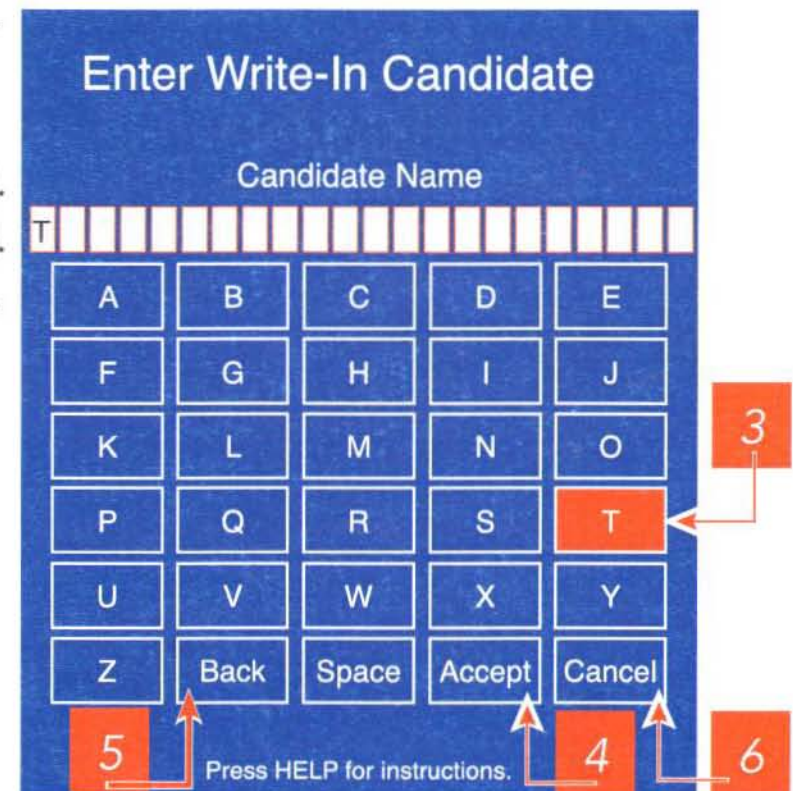 Enter Write-In Candidate
Candidate Name
T
A B C D E
F G H I J
K L M N O
3
P Q R S T
U V W X Y
Z Back Space Accept Cancel
5 Press HELP for instructions. 4 6